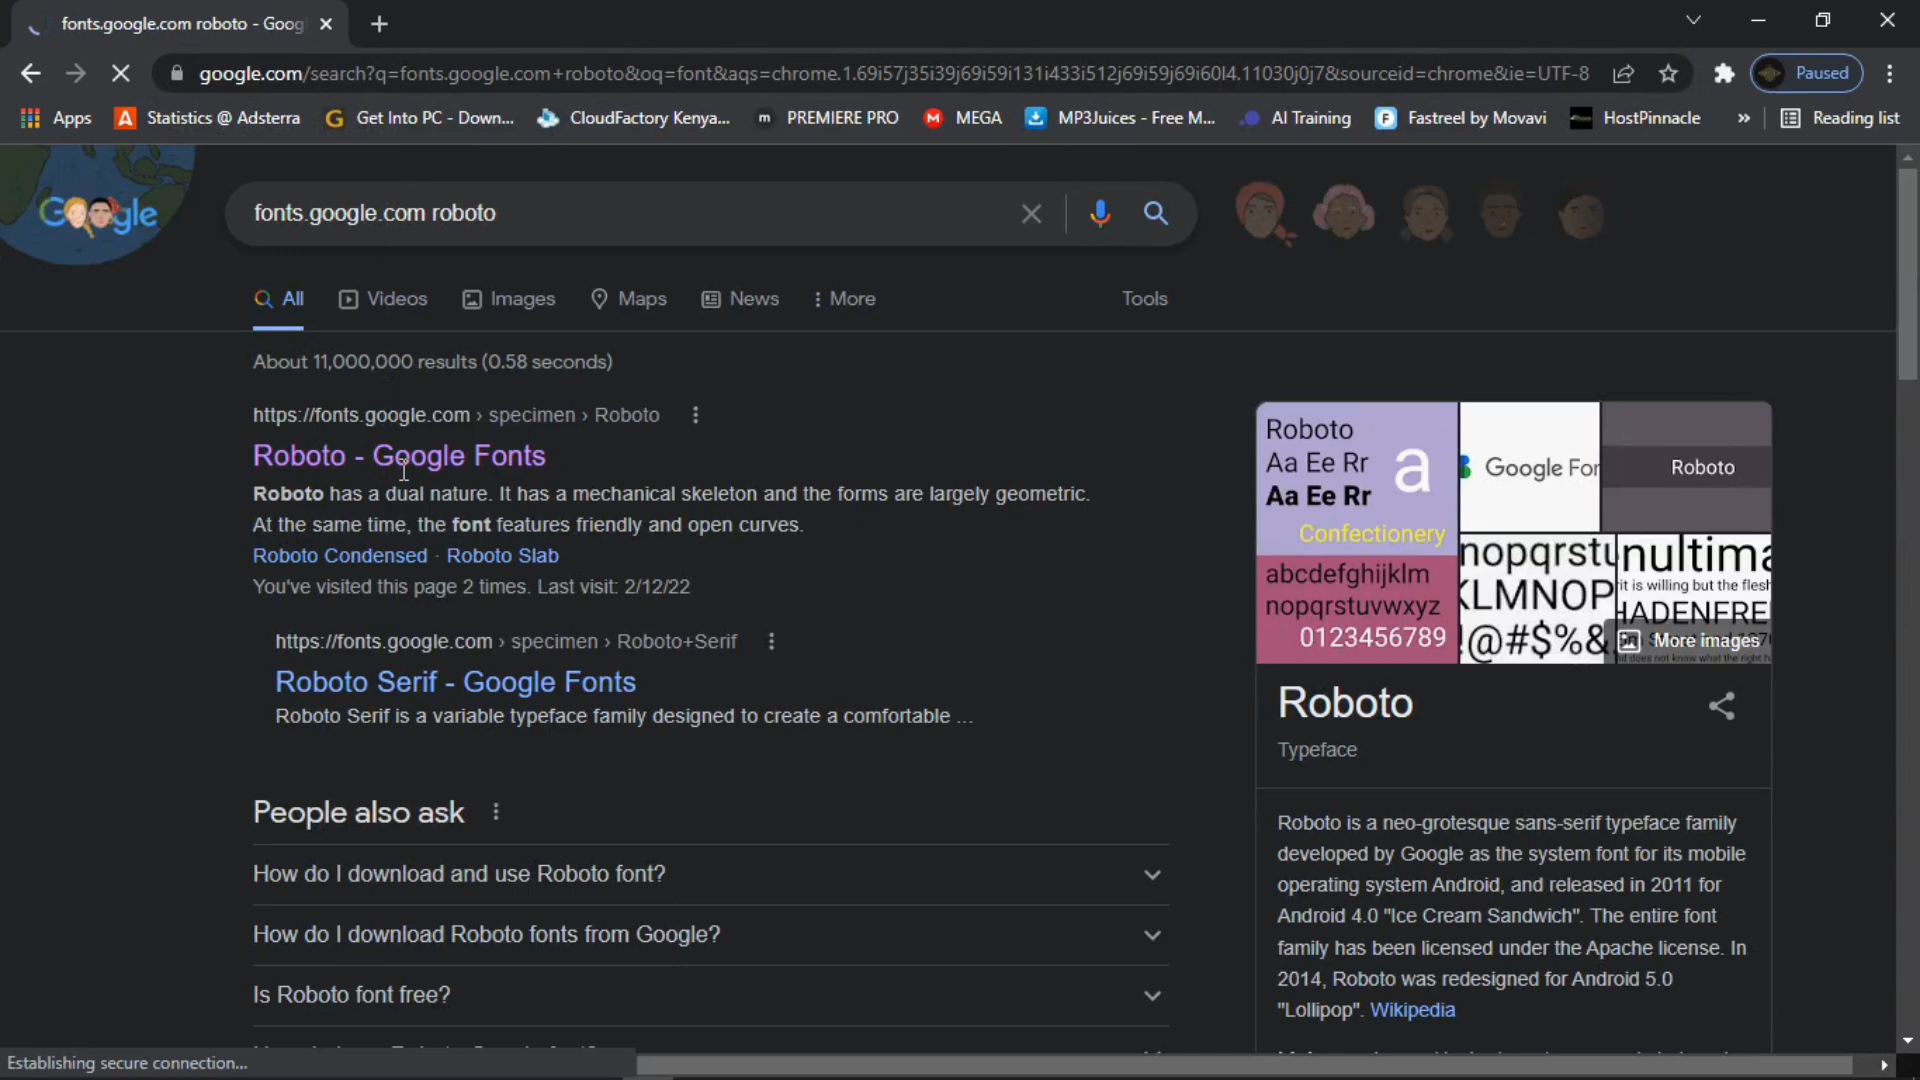 fonts.google.com roboto - Goog
google.com/search?q=fonts.google.com+roboto&oq=font&aqs=chrome.1.69i57j35i39j69i59i131i433i512j69i59j69i60l4.11030j0j7&sourceid=chrome&ie=UTF-8
Paused
Apps
Statistics @ Adsterra
Get Into PC - Down...
CloudFactory Kenya...
PREMIERE PRO
MEGA
MP3Juices - Free M...
AI Training
Fastreel by Movavi
HostPinnacle
»
Reading list
fonts.google.com roboto
All
Videos
Images
Maps
News
More
Tools
About 11,000,000 results (0.58 seconds)
https://fonts.google.com › specimen › Roboto
Roboto - Google Fonts
Roboto has a dual nature. It has a mechanical skeleton and the forms are largely geometric.
At the same time, the font features friendly and open curves.
Roboto Condensed · Roboto Slab
You've visited this page 2 times. Last visit: 2/12/22
https://fonts.google.com › specimen › Roboto+Serif
Roboto Serif - Google Fonts
Roboto Serif is a variable typeface family designed to create a comfortable ...
People also ask
How do I download and use Roboto font?
How do I download Roboto fonts from Google?
Is Roboto font free?
Roboto
Aa Ee Rr
Aa Ee Rr
a
Confectionery
abcdefghijklm
nopqrstuvwxyz
0123456789
Google For
Roboto
nopqrstu
KLMNOP
!@#$%&
nultima
it is willing but the flesh
HADENFRE
More images
Roboto
Typeface
Roboto is a neo-grotesque sans-serif typeface family
developed by Google as the system font for its mobile
operating system Android, and released in 2011 for
Android 4.0 "Ice Cream Sandwich". The entire font
family has been licensed under the Apache license. In
2014, Roboto was redesigned for Android 5.0
"Lollipop". Wikipedia
Establishing secure connection...